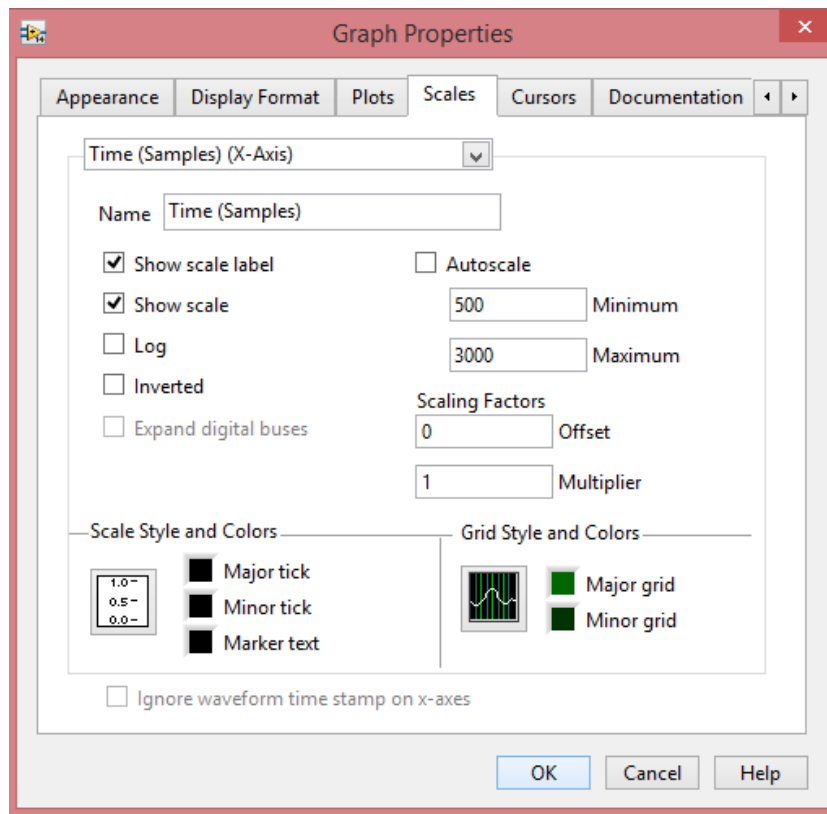 Graph Properties
Appearance Display Format Plots Scales Cursors Documentation
Time (Samples) (X-Axis)
Name Time (Samples)
Show scale label
Show scale
Log
Inverted
Expand digital buses
Autoscale
500 Minimum
3000 Maximum
Scaling Factors
0 Offset
1 Multiplier
Scale Style and Colors
1.0
0.5
0.0
Major tick
Minor tick
Marker text
Grid Style and Colors
Major grid
Minor grid
Ignore waveform time stamp on x-axes
OK Cancel Help